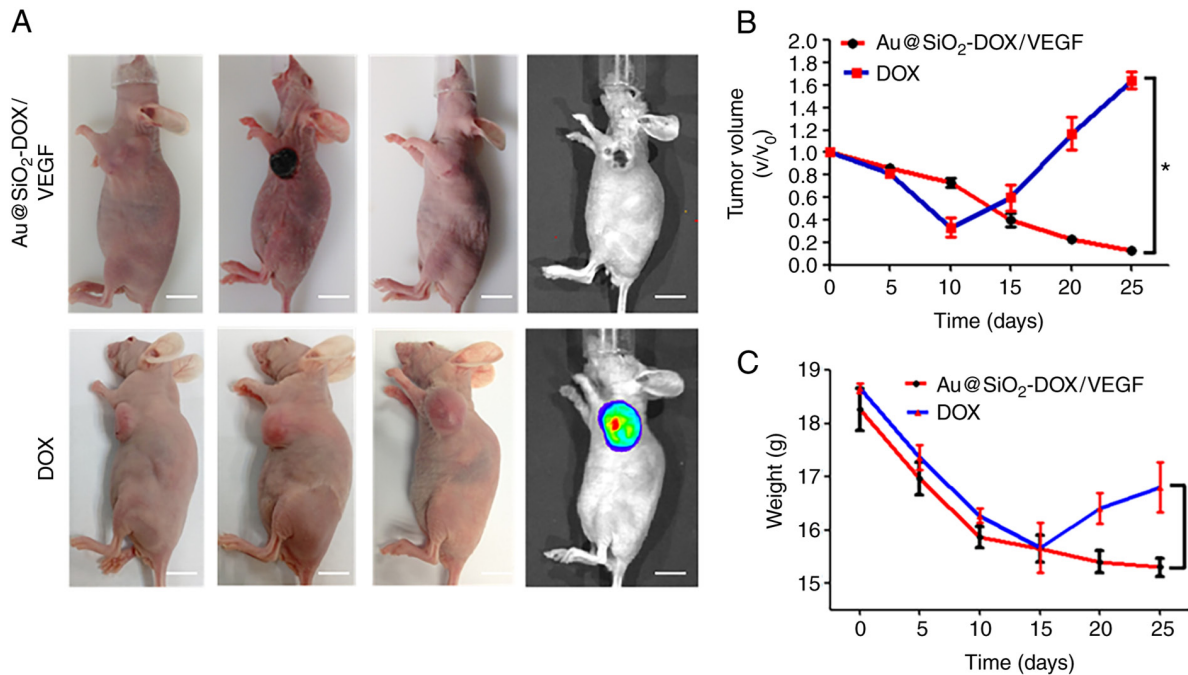 A
Au@SiO₂-DOX/
VEGF
DOX
B
Au@SiO₂-DOX/VEGF
DOX
Tumor volume
(v/v₀)
2.0
1.8
1.6
1.4
1.2
1.0
0.8
0.6
0.4
0.2
0.0
*
0 5 10 15 20 25
Time (days)
C
Au@SiO₂-DOX/VEGF
DOX
Weight (g)
19
18
17
16
15
0 5 10 15 20 25
Time (days)